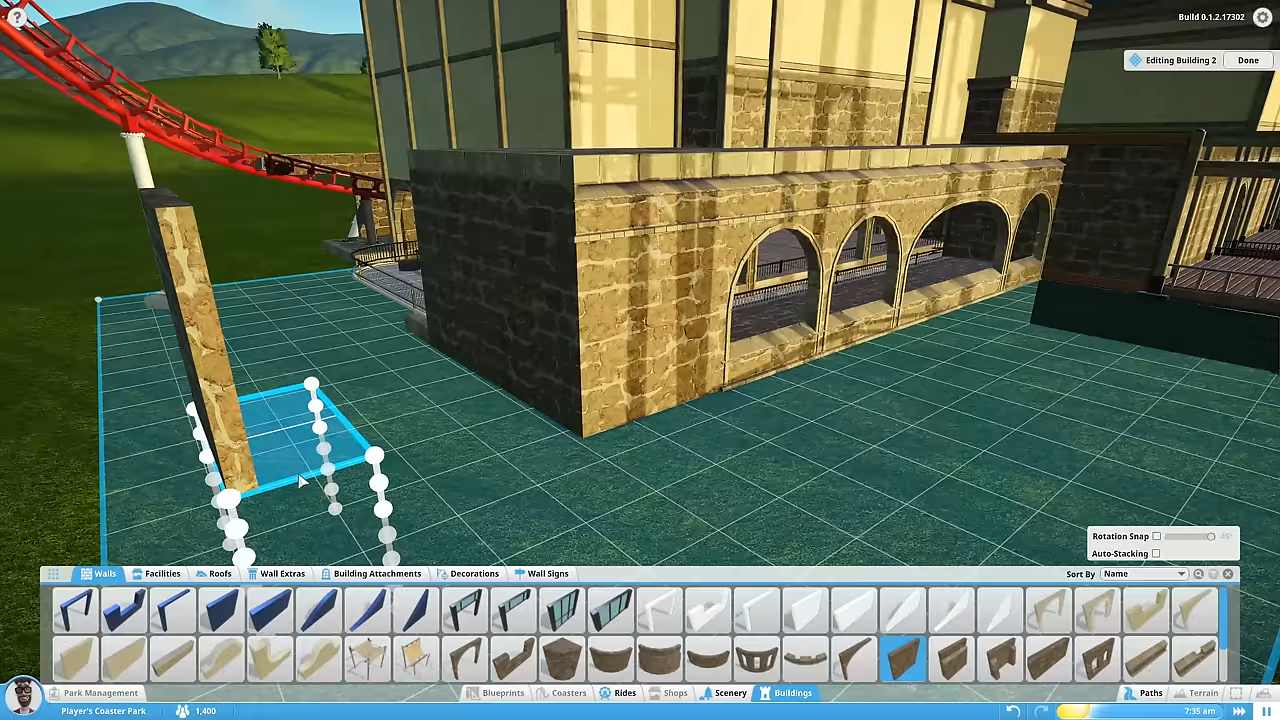 ?
Build 0.1.2.17302
Editing Building 2 Done
Rotation Snap 45°
Auto-Stacking
Walls Facilities Roofs Wall Extras Building Attachments Decorations Wall Signs Sort By Name
Park Management Blueprints Coasters Rides Shops Scenery Buildings Paths Terrain
Player's Coaster Park 1,400 7:35 am